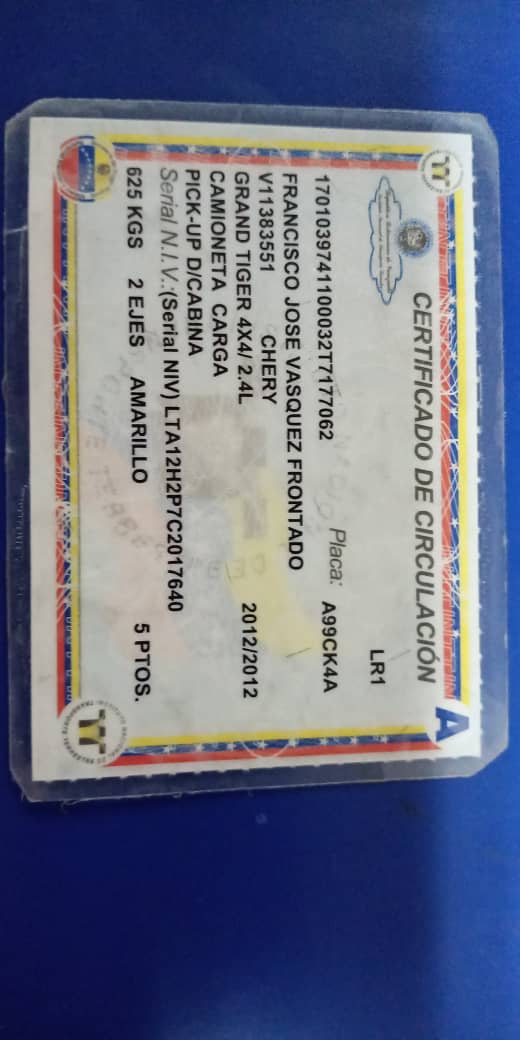 CERTIFICADO DE CIRCULACIÓN
A
LR1
1701039741100032T7177062 Placa: A99CK4A
FRANCISCO JOSE VASQUEZ FRONTADO
V11383551 CHERY
GRAND TIGER 4X4/ 2.4L 2012/2012
CAMIONETA CARGA
PICK-UP D/CABINA
Serial N.I.V.:(Serial NIV) LTA12H2P7C2017640
625 KGS 2 EJES AMARILLO 5 PTOS.